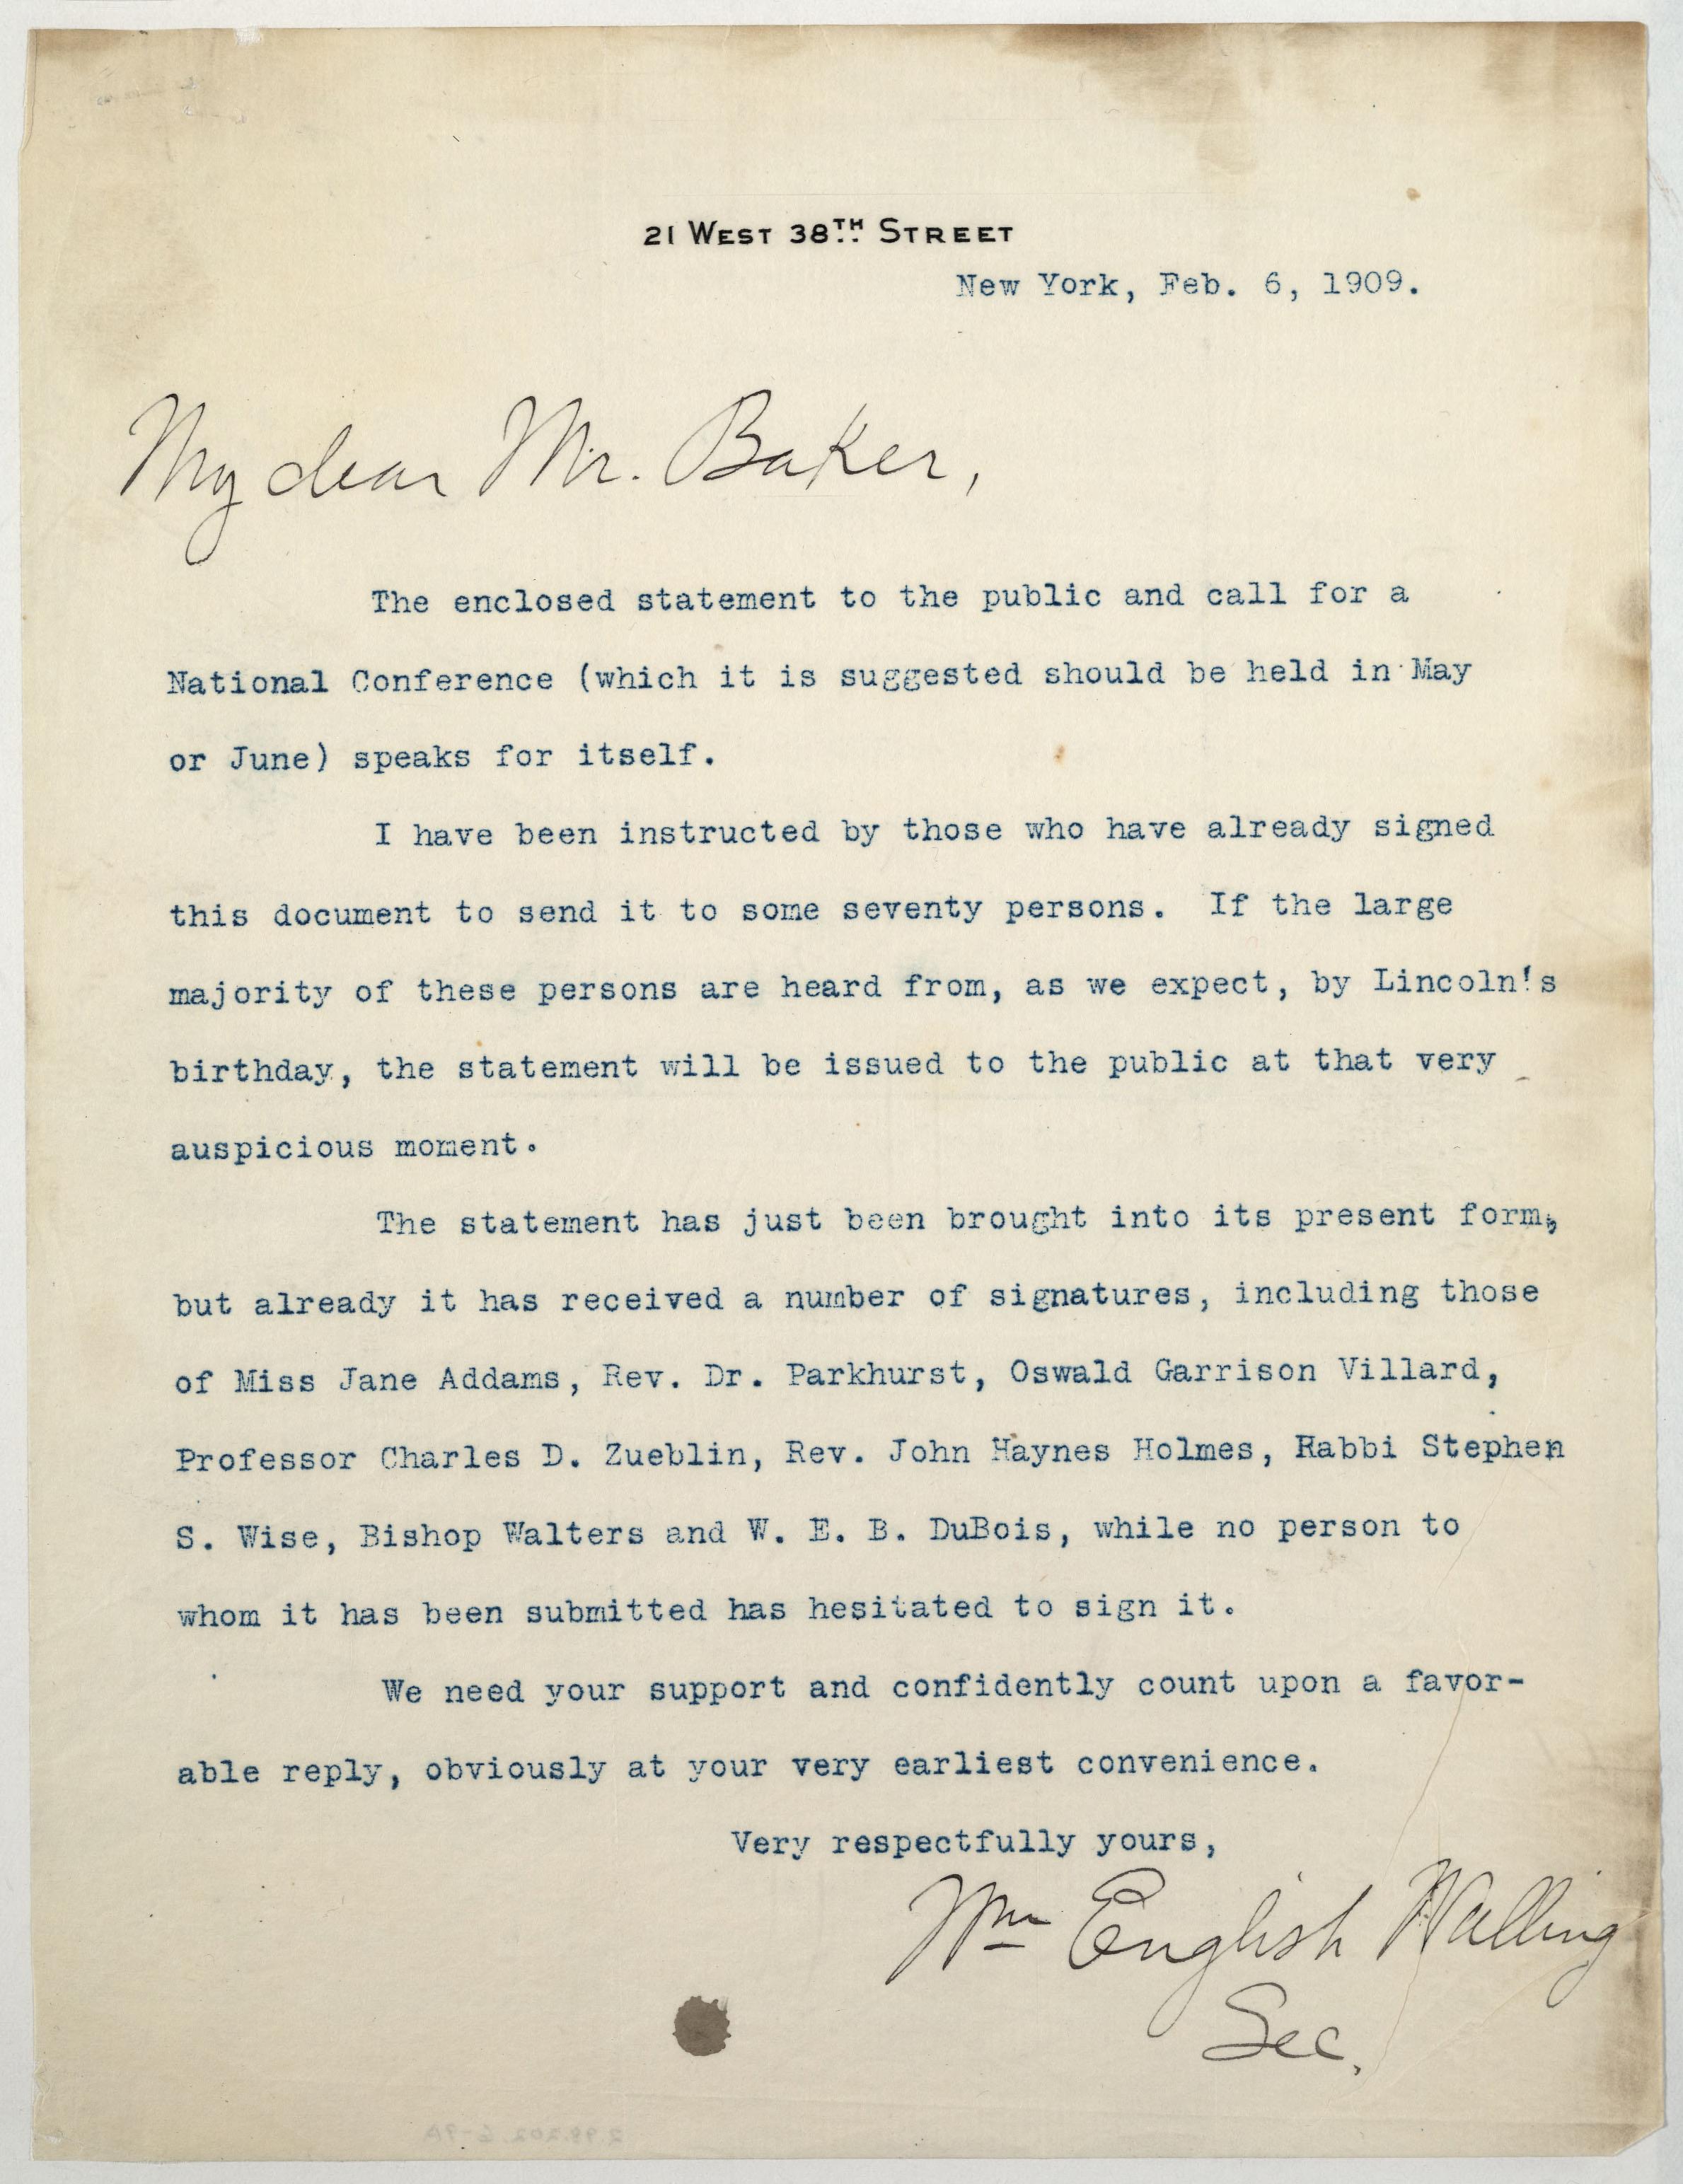 21 WEST 38TH STREET
New York, Feb. 6, 1909.
My dear Mr. Baker,
The enclosed statement to the public and call for a
National Conference (which it is suggested should be held in May
or June) speaks for itself.
I have been instructed by those who have already signed
this document to send it to some seventy persons. If the large
majority of these persons are heard from, as we expect, by Lincoln's
birthday, the statement will be issued to the public at that very
auspicious moment.
The statement has just been brought into its present form,
but already it has received a number of signatures, including those
of Miss Jane Addams, Rev. Dr. Parkhurst, Oswald Garrison Villard,
Professor Charles D. Zueblin, Rev. John Haynes Holmes, Rabbi Stephen
S. Wise, Bishop Walters and W. E. B. DuBois, while no person to
whom it has been submitted has hesitated to sign it.
We need your support and confidently count upon a favor-
able reply, obviously at your very earliest convenience.
Very respectfully yours,
Wm English Walling
Sec.